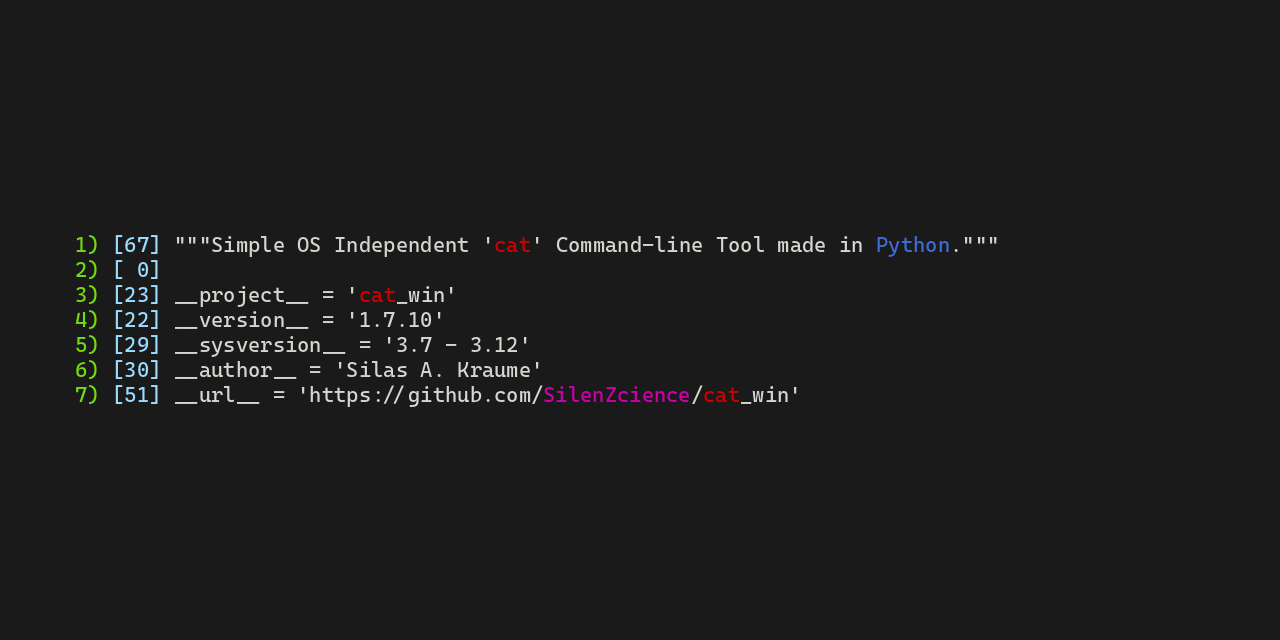 1) [67] """Simple OS Independent 'cat' Command-line Tool made in Python."""
2) [ 0]
3) [23] __project__ = 'cat_win'
4) [22] __version__ = '1.7.10'
5) [29] __sysversion__ = '3.7 - 3.12'
6) [30] __author__ = 'Silas A. Kraume'
7) [51] __url__ = 'https://github.com/SilenZcience/cat_win'